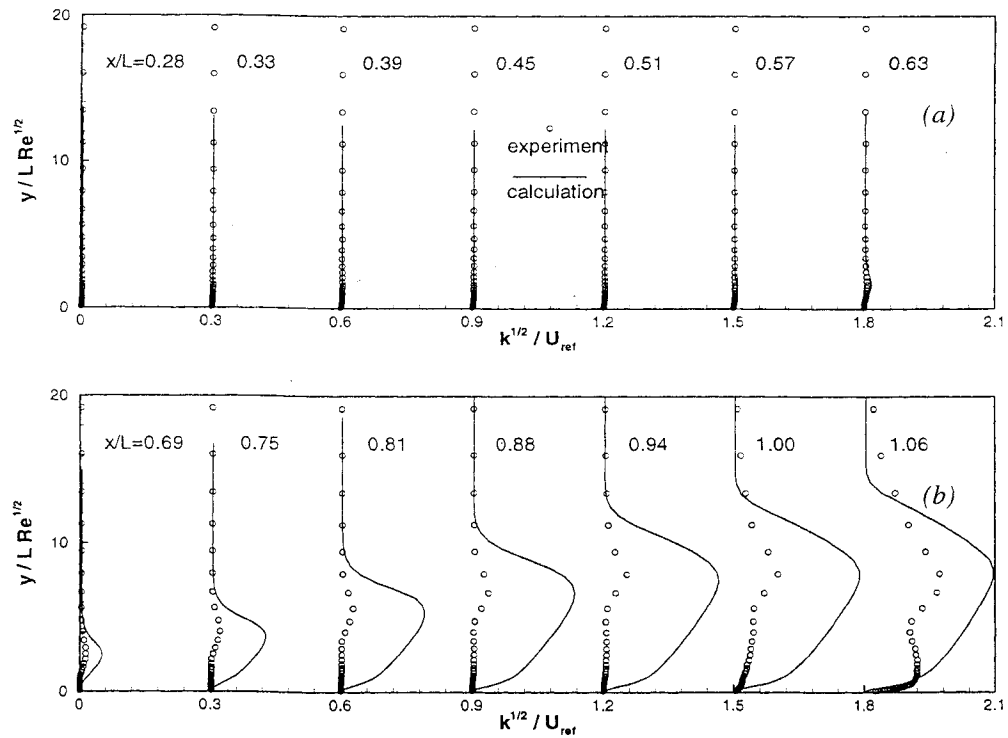 20
x/L=0.28 0.33 0.39 0.45 0.51 0.57 0.63
(a)
experiment
calculation
10
y / L Re^1/2
0
0 0.3 0.6 0.9 1.2 1.5 1.8 2.1
k^1/2 / U_ref
20
x/L=0.69 0.75 0.81 0.88 0.94 1.00 1.06
(b)
10
y / L Re^1/2
0
0 0.3 0.6 0.9 1.2 1.5 1.8 2.1
k^1/2 / U_ref